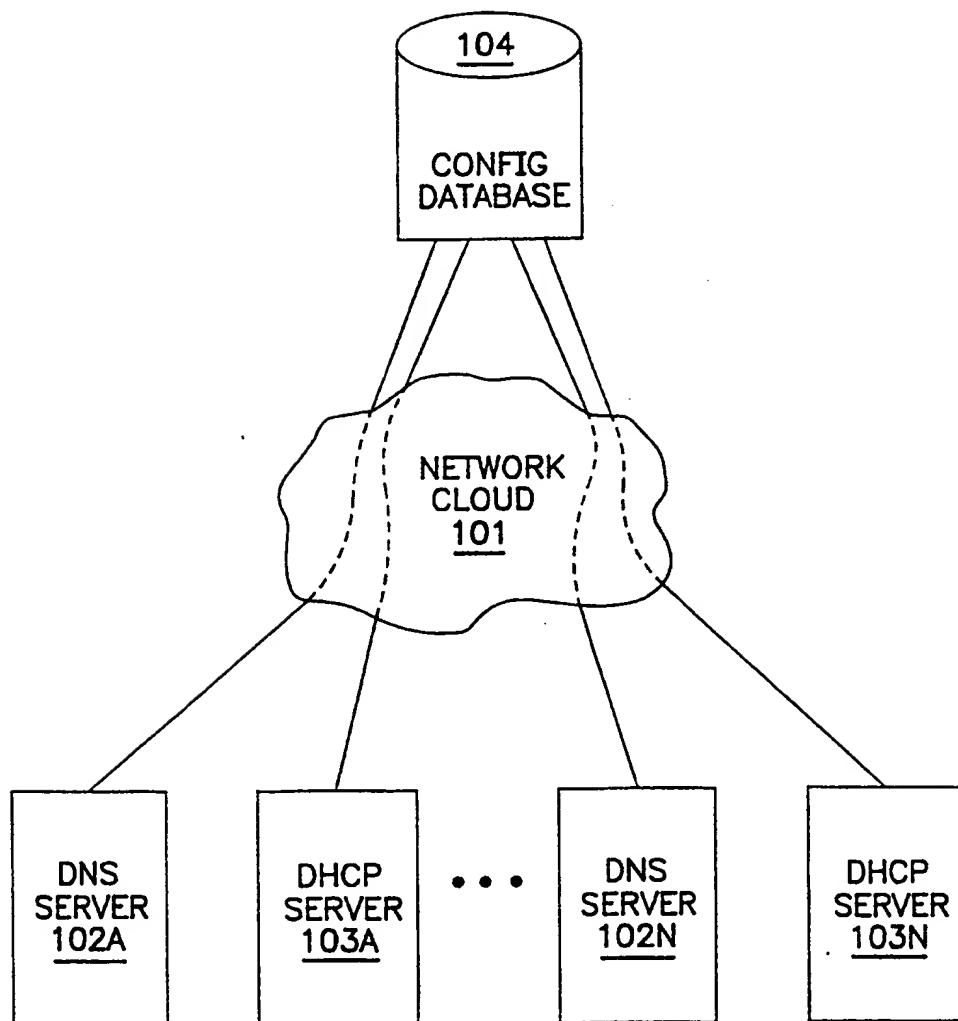 104
CONFIG
DATABASE
NETWORK
CLOUD
101
DNS
SERVER
102A
DHCP
SERVER
103A
DNS
SERVER
102N
DHCP
SERVER
103N